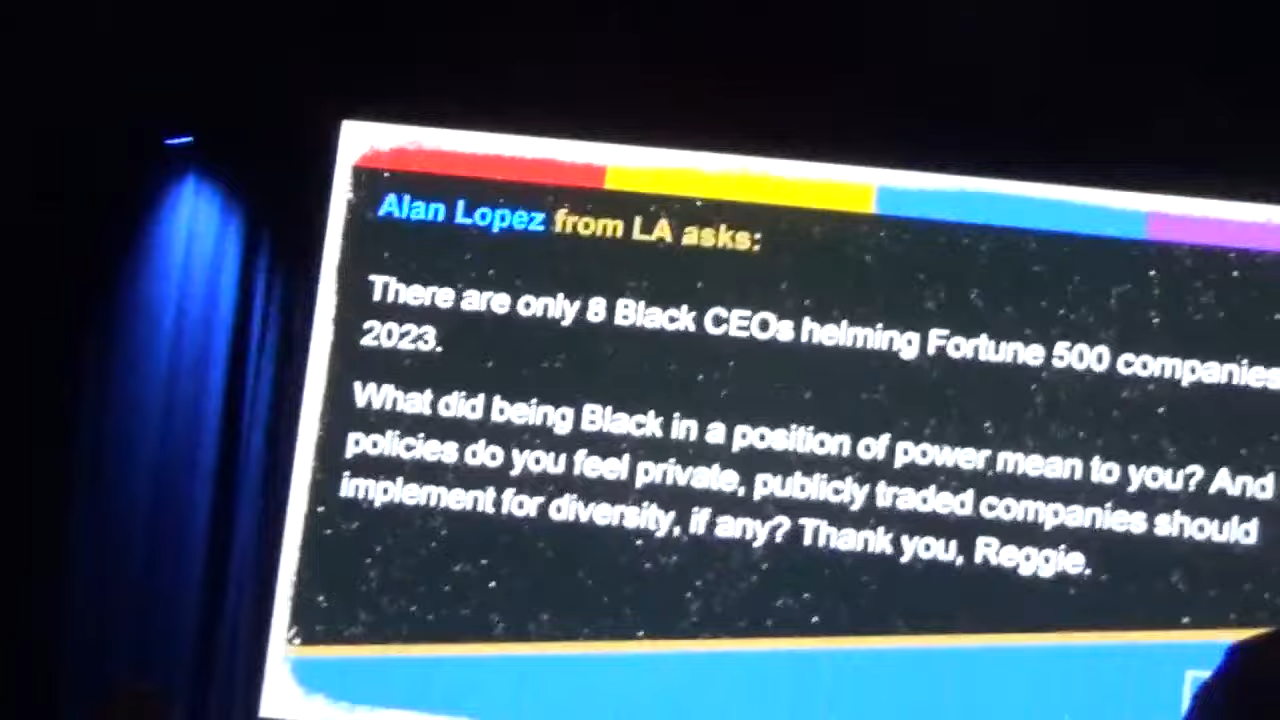 Alan Lopez from LA asks:
There are only 8 Black CEOs helming Fortune 500 companies
2023.
What did being Black in a position of power mean to you? And
policies do you feel private, publicly traded companies should
implement for diversity, if any? Thank you, Reggie.